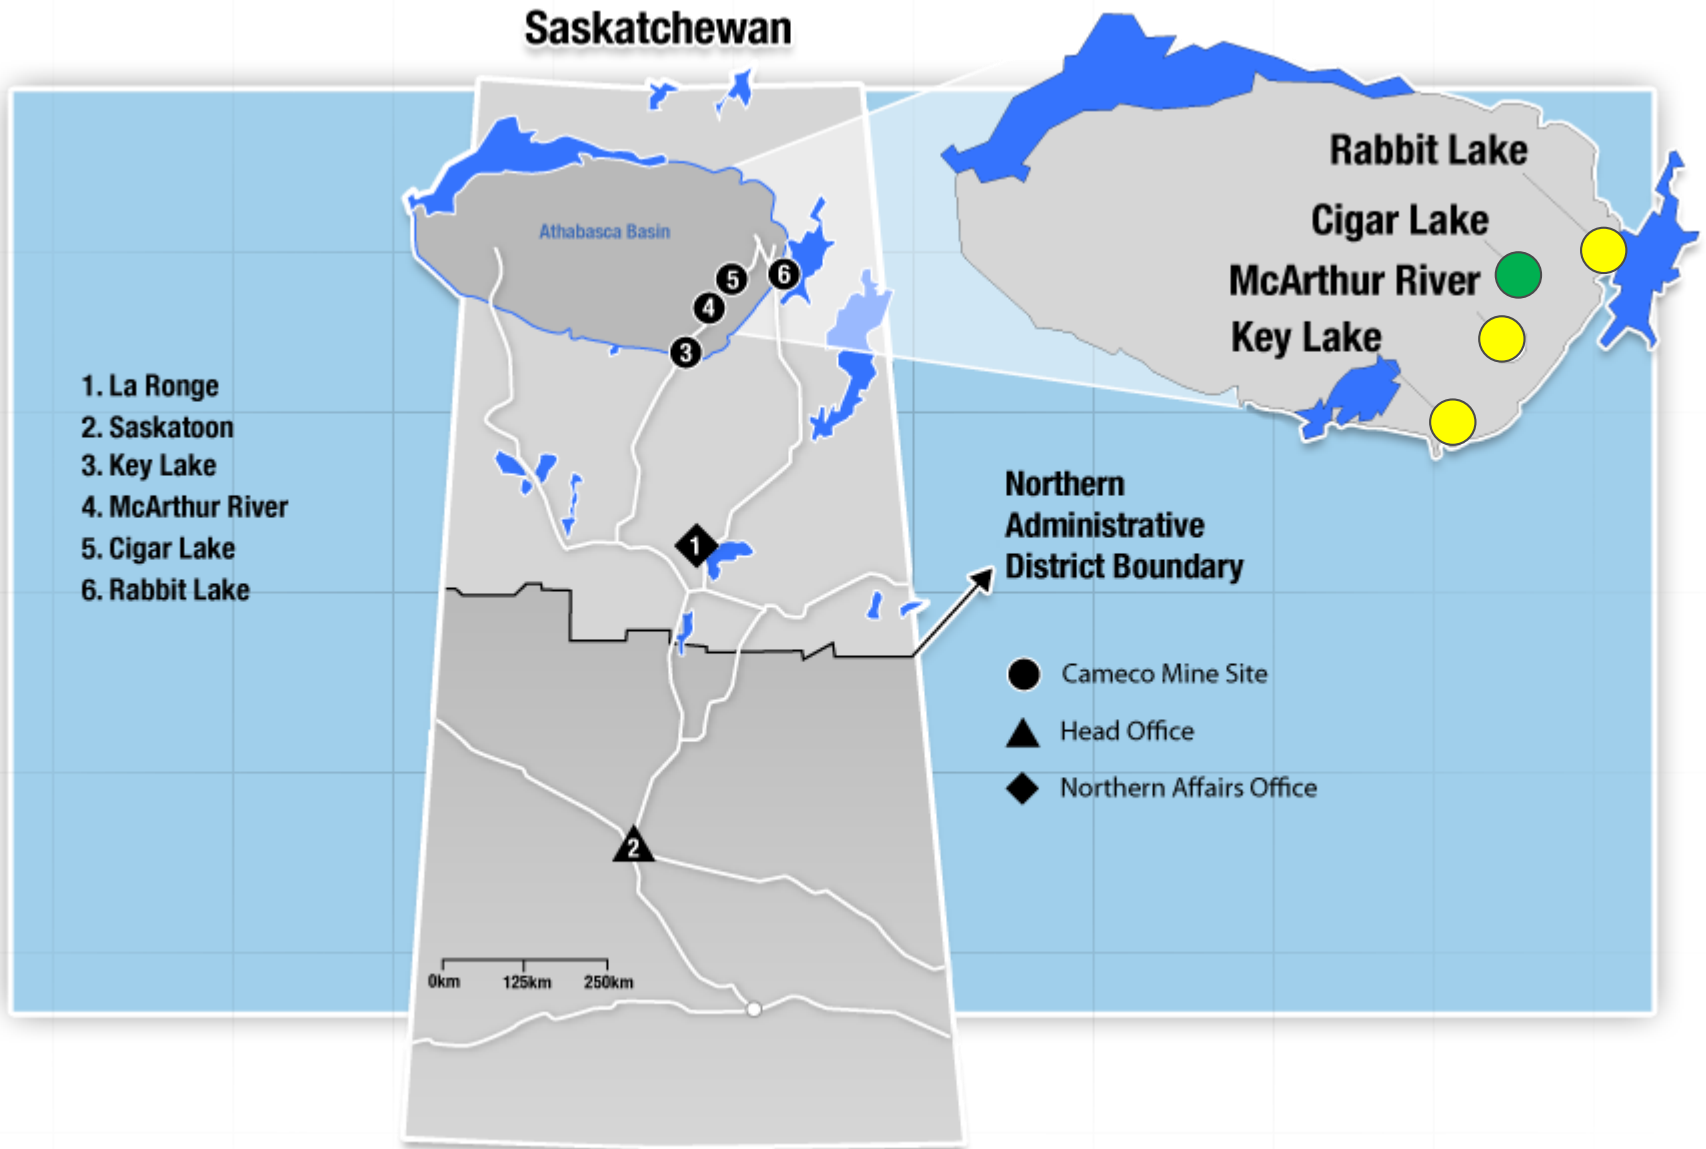 Saskatchewan
Rabbit Lake
Cigar Lake
McArthur River
Key Lake
Athabasca Basin
6
5
4
3
1. La Ronge
2. Saskatoon
3. Key Lake
4. McArthur River
5. Cigar Lake
6. Rabbit Lake
1
Northern
Administrative
District Boundary
Cameco Mine Site
Head Office
Northern Affairs Office
2
0km 125km 250km